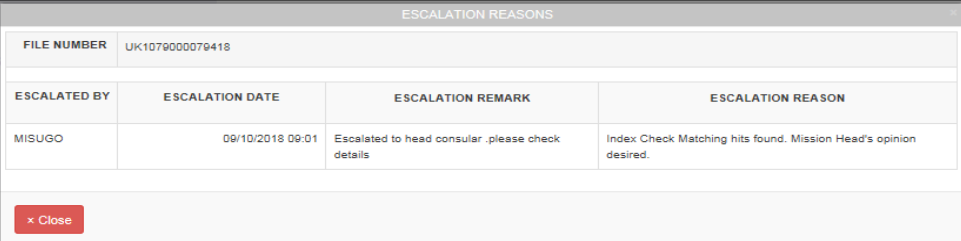 ESCALATION REASONS
×
FILE NUMBER UK1079000079418
ESCALATED BY ESCALATION DATE ESCALATION REMARK ESCALATION REASON
MISUGO 09/10/2018 09:01 Escalated to head consular .please check Index Check Matching hits found. Mission Head's opinion
details desired.
× Close